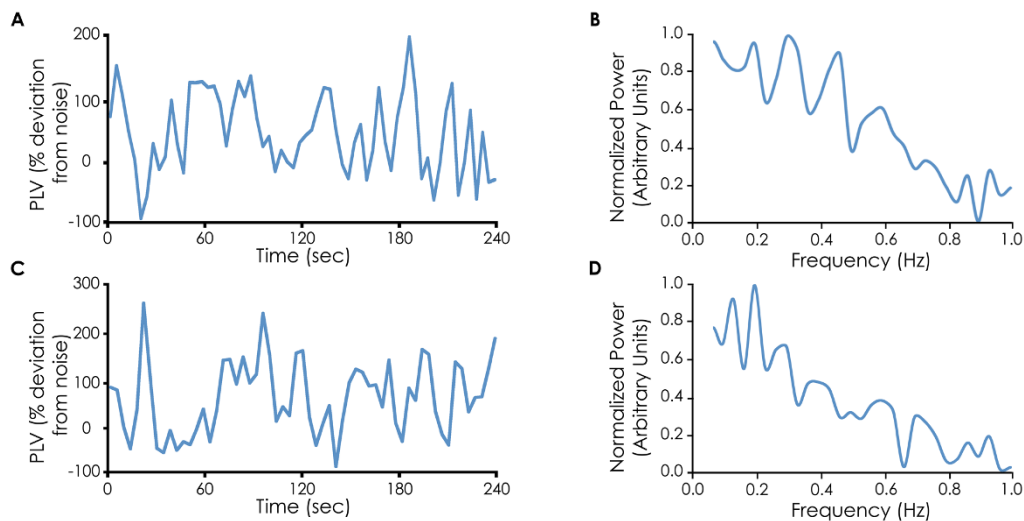 A
PLV (% deviation
from noise)
200
100
0
-100
0
60
120
180
240
Time (sec)
B
Normalized Power
(Arbitrary Units)
1.0
0.8
0.6
0.4
0.2
0.0
0.0
0.2
0.4
0.6
0.8
1.0
Frequency (Hz)
C
PLV (% deviation
from noise)
300
200
100
0
-100
0
60
120
180
240
Time (sec)
D
Normalized Power
(Arbitrary Units)
1.0
0.8
0.6
0.4
0.2
0.0
0.0
0.2
0.4
0.6
0.8
1.0
Frequency (Hz)